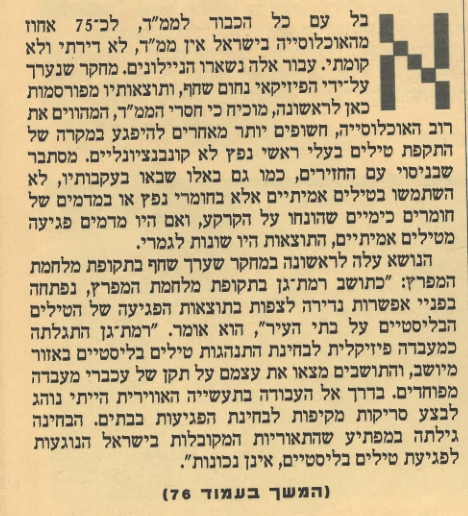 אבל עם כל הכבוד לממ"ד, לכ־75 אחוז
מהאוכלוסייה בישראל אין ממ"ד, לא דירתי ולא
קומתי. עבור אלה נשארו הניילונים. מחקר שנערך
על־ידי הפיזיקאי נחום שחף, ותוצאותיו מפורסמות
כאן לראשונה, מוכיח כי חסרי הממ"ד, המהווים את
רוב האוכלוסייה, חשופים יותר מאחרים להיפגע במקרה של
התקפת טילים בעלי ראשי נפץ לא קונבנציונליים. מסתבר
שבניסוי עם החזירים, כמו גם באלו שבאו בעקבותיו, לא
השתמשו בטילים אמיתיים אלא בחומרי נפץ או במדמים של
חומרים כימיים שהונחו על הקרקע, ואם היו מדמים פגיעה
מטילים אמיתיים, התוצאות היו שונות לגמרי.
הנושא עלה לראשונה במחקר שערך שחף בתקופת מלחמת
המפרץ: "כתושב רמת־גן בתקופת מלחמת המפרץ, נפתחה
בפניי אפשרות נדירה לצפות בתוצאות הפגיעה של הטילים
הבליסטיים על בתי העיר", הוא אומר. "רמת־גן התגלתה
כמעבדה פיזיקלית לבחינת התנהגות טילים בליסטיים באזור
מיושב, והתושבים מצאו את עצמם על תקן של עכברי מעבדה
מפוחדים. בדרך אל העבודה בתעשייה האווירית הייתי נוהג
לבצע סריקות מקיפות לבחינת הפגיעות בבתים. הבחינה
גילתה במפתיע שהתאוריות המקובלות בישראל הנוגעות
לפגיעת טילים בליסטיים, אינן נכונות".
(המשך בעמוד 76)